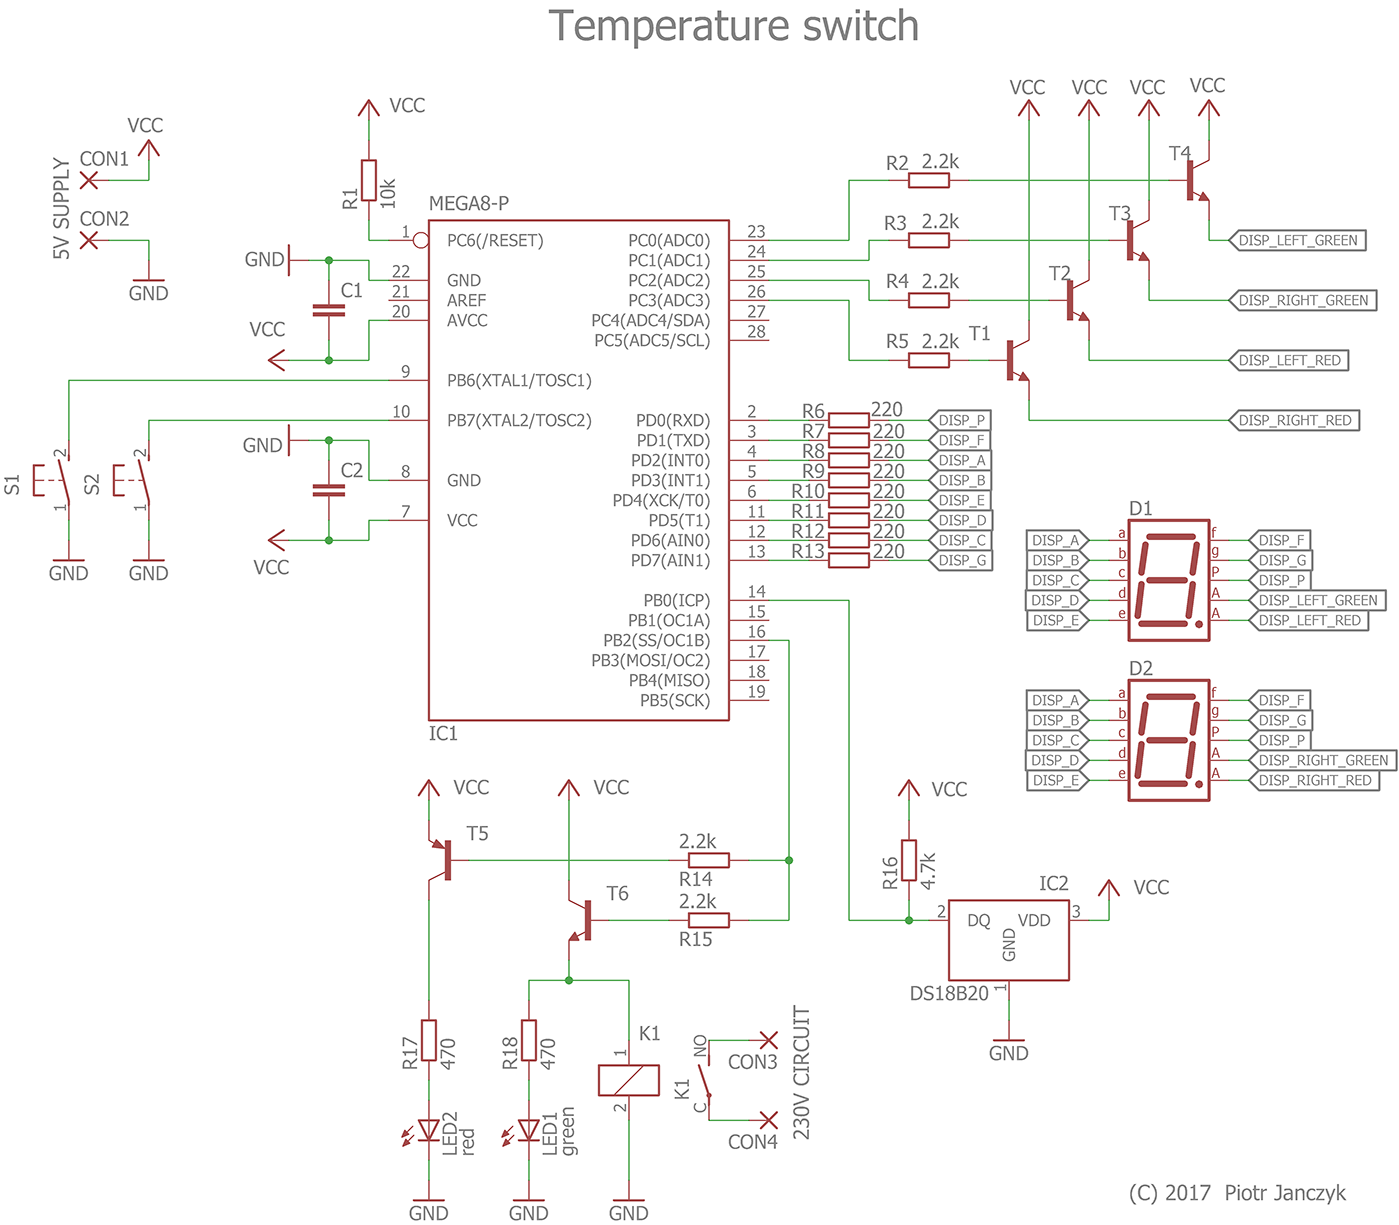 Temperature switch
VCC
CON1
CON2
5V SUPPLY
GND
VCC
R1
10k
MEGA8-P
1 PC6(/RESET)
22 GND
21 AREF
20 AVCC
9 PB6(XTAL1/TOSC1)
10 PB7(XTAL2/TOSC2)
8 GND
7 VCC
PC0(ADC0) 23
PC1(ADC1) 24
PC2(ADC2) 25
PC3(ADC3) 26
PC4(ADC4/SDA) 27
PC5(ADC5/SCL) 28
PD0(RXD) 2
PD1(TXD) 3
PD2(INT0) 4
PD3(INT1) 5
PD4(XCK/T0) 6
PD5(T1) 11
PD6(AIN0) 12
PD7(AIN1) 13
PB0(ICP) 14
PB1(OC1A) 15
PB2(SS/OC1B) 16
PB3(MOSI/OC2) 17
PB4(MISO) 18
PB5(SCK) 19
IC1
GND
C1
VCC
GND
C2
VCC
S1
2
1
GND
S2
2
1
GND
VCC VCC VCC VCC
R2 2.2k T4 DISP_LEFT_GREEN
R3 2.2k T3 DISP_RIGHT_GREEN
R4 2.2k T2 DISP_LEFT_RED
R5 2.2k T1 DISP_RIGHT_RED
R6 220 DISP_P
R7 220 DISP_F
R8 220 DISP_A
R9 220 DISP_B
R10 220 DISP_E
R11 220 DISP_D
R12 220 DISP_C
R13 220 DISP_G
D1
DISP_A a f DISP_F
DISP_B b g DISP_G
DISP_C c P DISP_P
DISP_D d A DISP_LEFT_GREEN
DISP_E e A DISP_LEFT_RED
D2
DISP_A a f DISP_F
DISP_B b g DISP_G
DISP_C c P DISP_P
DISP_D d A DISP_RIGHT_GREEN
DISP_E e A DISP_RIGHT_RED
VCC
T5
VCC
T6
2.2k
R14
2.2k
R15
R17
470
LED2
red
GND
R18
470
LED1
green
GND
K1
1
2
GND
K1
NO
C
CON3
CON4
230V CIRCUIT
VCC
R16
4.7k
IC2
VCC
2 DQ VDD 3
GND
DS18B20 1
GND
(C) 2017 Piotr Janczyk